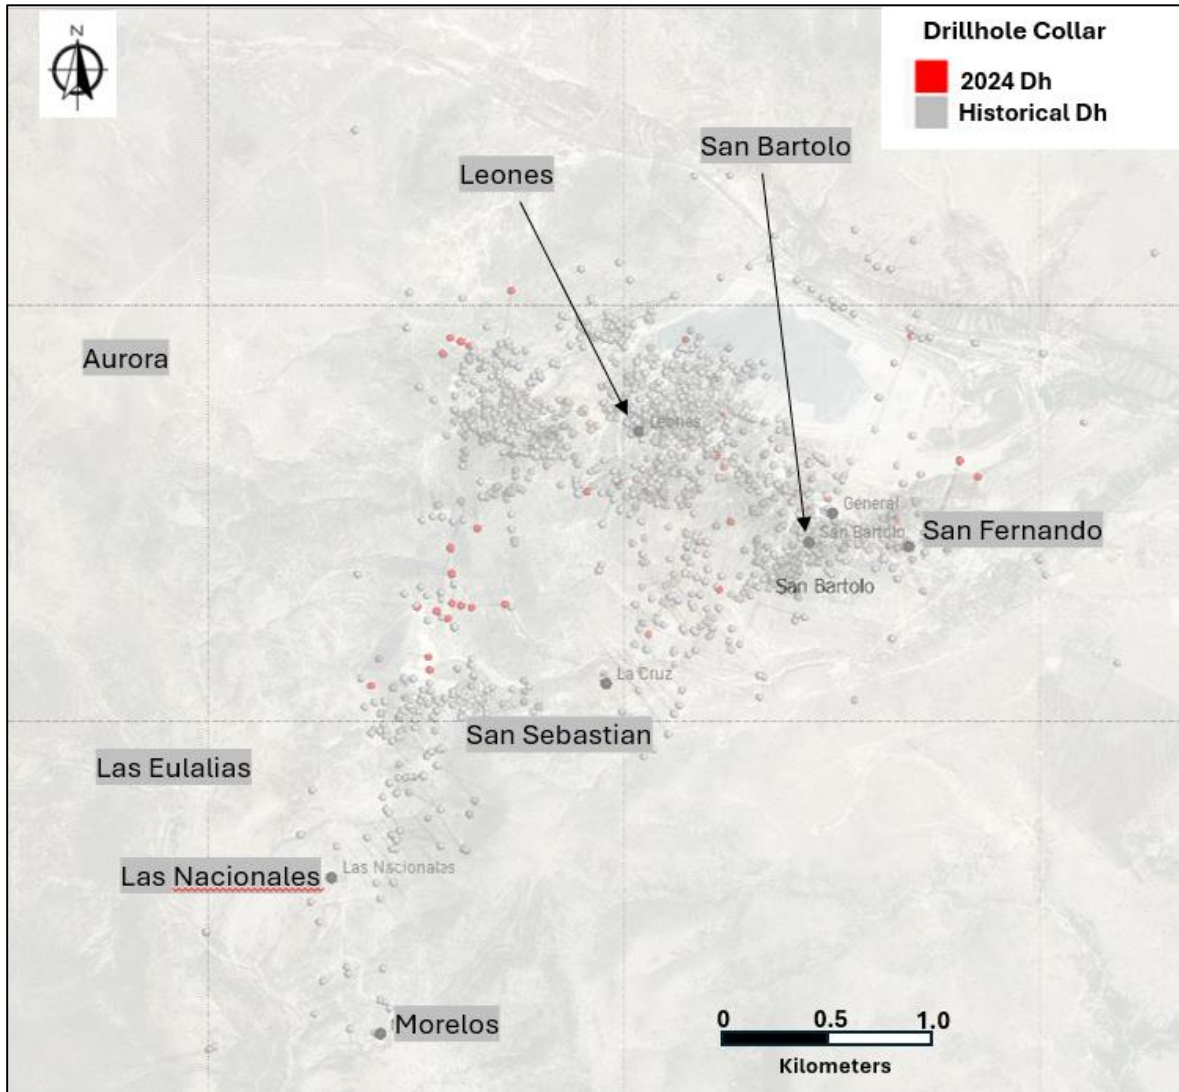 N
Drillhole Collar
2024 Dh
Historical Dh
San Bartolo
Leones
Aurora
Leones
General
San Bartolo
San Fernando
San Bartolo
La Cruz
San Sebastian
Las Eulalias
Las Nacionales
Las Nacionales
Morelos
0 0.5 1.0
Kilometers